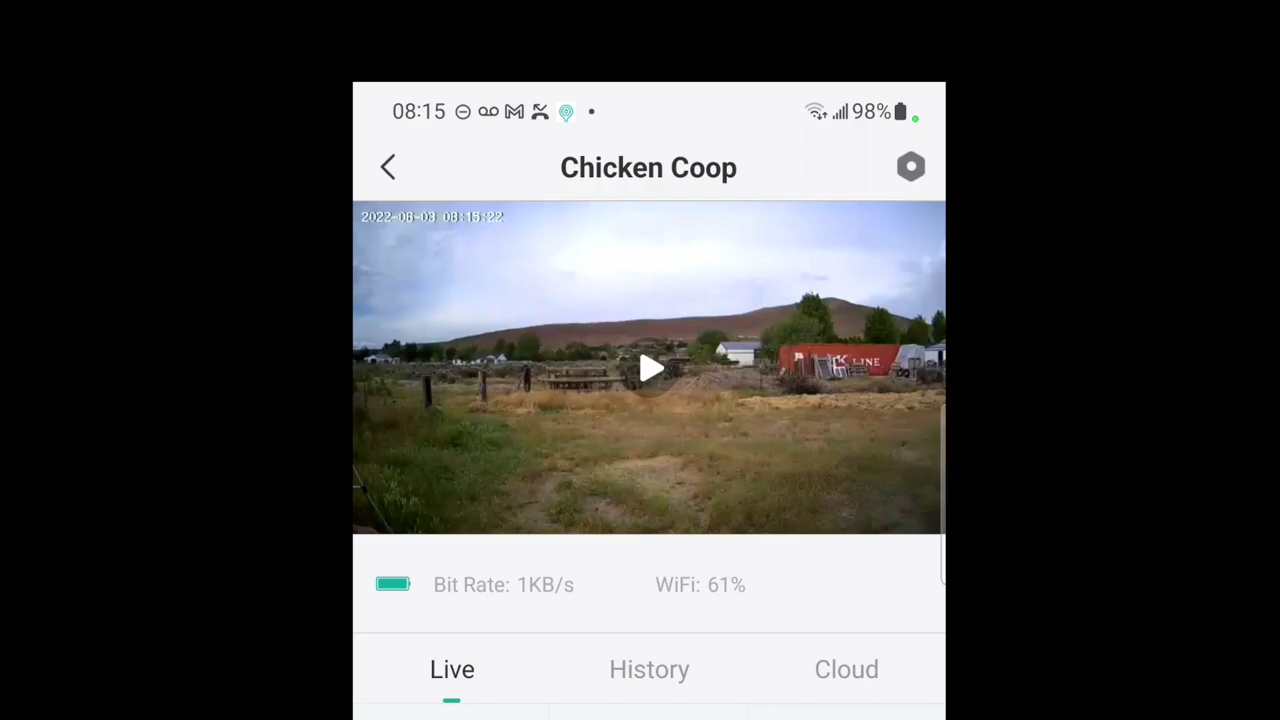 08:15 98%
Chicken Coop
2022-06-03 08:15:22
LINE
Bit Rate: 1KB/s WiFi: 61%
Live History Cloud